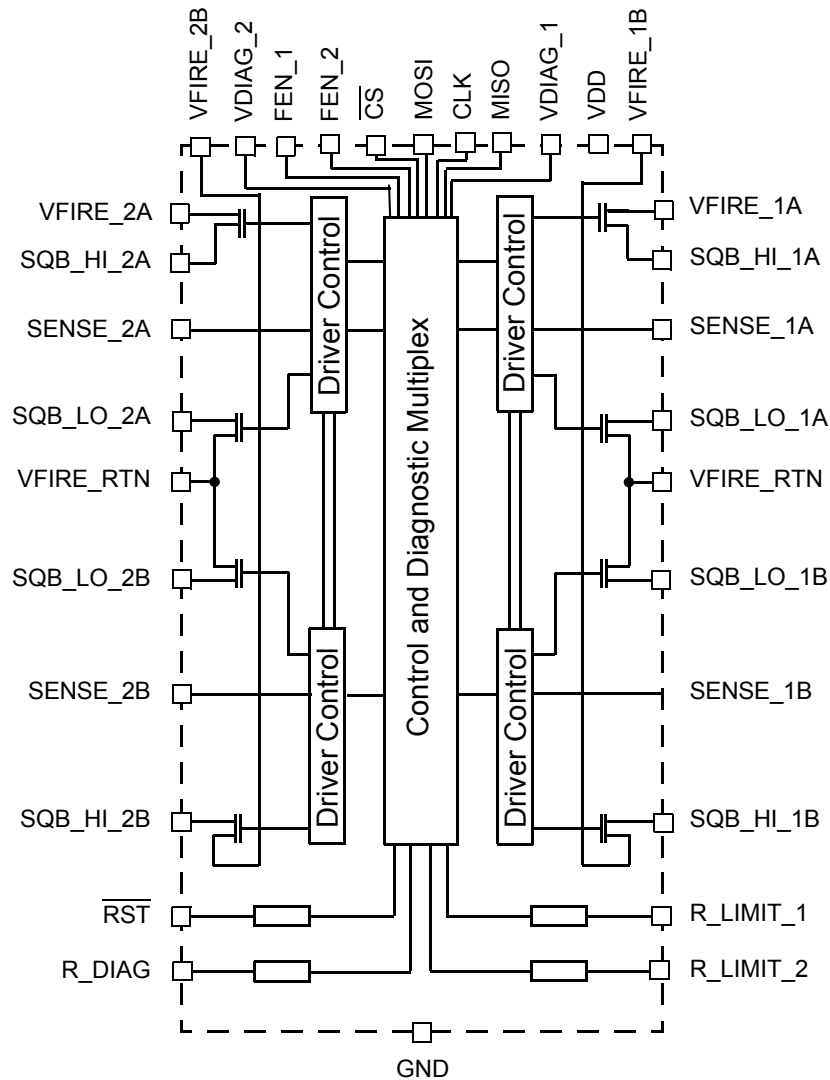 VFIRE_2B
VDIAG_2
FEN_1
FEN_2
C̅S̅
MOSI
CLK
MISO
VDIAG_1
VDD
VFIRE_1B
VFIRE_2A
VFIRE_1A
SQB_HI_2A
SQB_HI_1A
SENSE_2A
SENSE_1A
SQB_LO_2A
SQB_LO_1A
VFIRE_RTN
VFIRE_RTN
SQB_LO_2B
SQB_LO_1B
SENSE_2B
SENSE_1B
SQB_HI_2B
SQB_HI_1B
Driver Control
Driver Control
Control and Diagnostic Multiplex
Driver Control
Driver Control
R̅S̅T̅
R_LIMIT_1
R_DIAG
R_LIMIT_2
GND